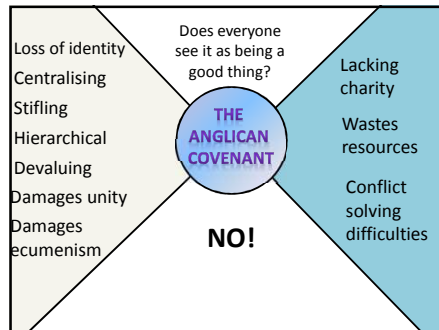 Does everyone
see it as being a
good thing?
Loss of identity
Centralising
Stifling
Hierarchical
Devaluing
Damages unity
Damages
ecumenism
THE
ANGLICAN
COVENANT
Lacking
charity
Wastes
resources
Conflict
solving
difficulties
NO!